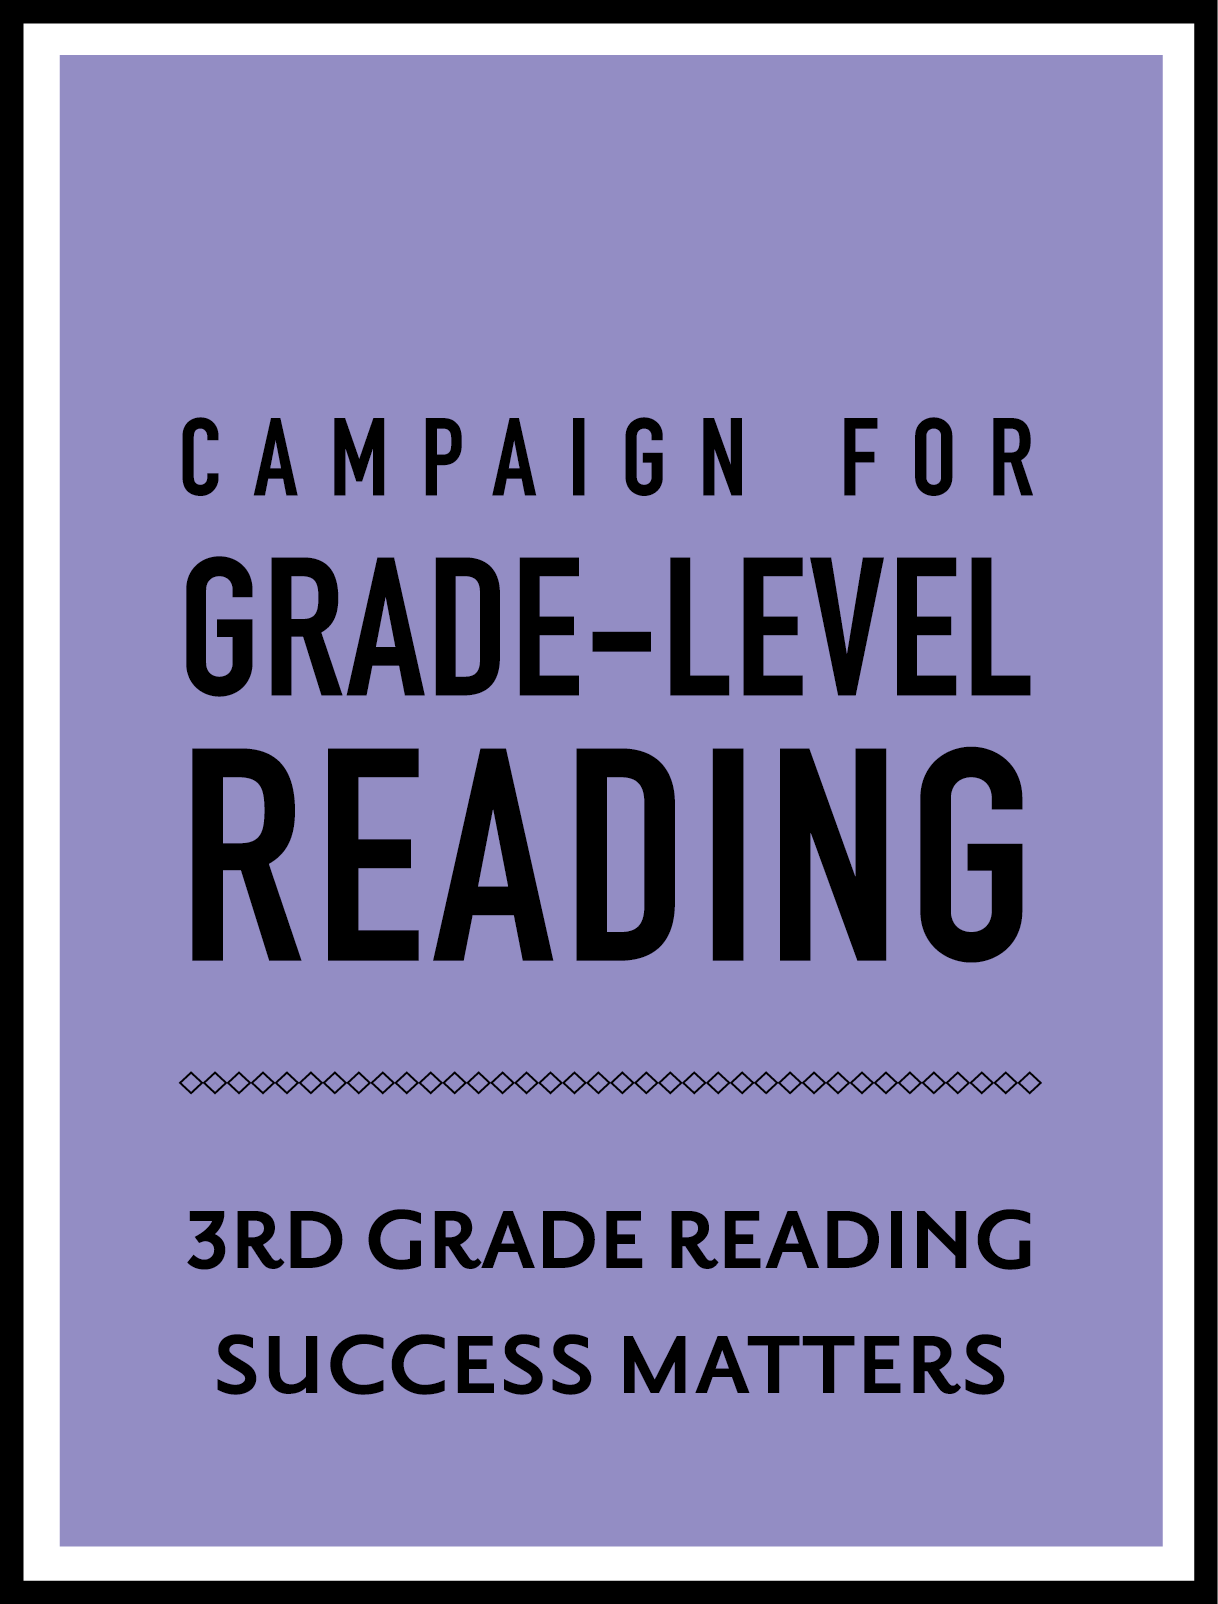 CAMPAIGN FOR
GRADE-LEVEL
READING
3RD GRADE READING
SUCCESS MATTERS